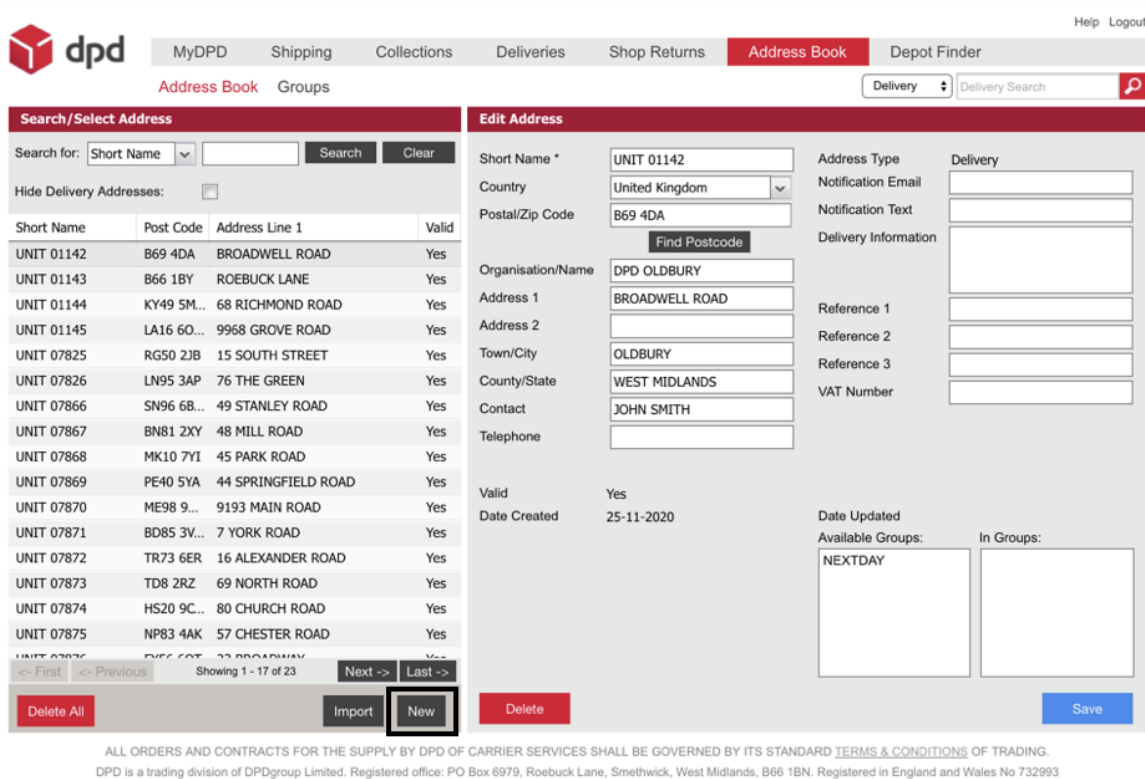 Help Logout
dpd
MyDPD Shipping Collections Deliveries Shop Returns Address Book Depot Finder
Address Book Groups
Delivery Delivery Search
Search/Select Address
Search for: Short Name Search Clear
Hide Delivery Addresses:
Short Name Post Code Address Line 1 Valid
UNIT 01142 B69 4DA BROADWELL ROAD Yes
UNIT 01143 B66 1BY ROEBUCK LANE Yes
UNIT 01144 KY49 5M... 68 RICHMOND ROAD Yes
UNIT 01145 LA16 6O... 9968 GROVE ROAD Yes
UNIT 07825 RG50 2JB 15 SOUTH STREET Yes
UNIT 07826 LN95 3AP 76 THE GREEN Yes
UNIT 07866 SN96 6B... 49 STANLEY ROAD Yes
UNIT 07867 BN81 2XY 48 MILL ROAD Yes
UNIT 07868 MK10 7YI 45 PARK ROAD Yes
UNIT 07869 PE40 5YA 44 SPRINGFIELD ROAD Yes
UNIT 07870 ME98 9... 9193 MAIN ROAD Yes
UNIT 07871 BD85 3V... 7 YORK ROAD Yes
UNIT 07872 TR73 6ER 16 ALEXANDER ROAD Yes
UNIT 07873 TD8 2RZ 69 NORTH ROAD Yes
UNIT 07874 HS20 9C... 80 CHURCH ROAD Yes
UNIT 07875 NP83 4AK 57 CHESTER ROAD Yes
<- First <- Previous Showing 1 - 17 of 23 Next -> Last ->
Delete All Import New
Edit Address
Short Name * UNIT 01142
Country United Kingdom
Postal/Zip Code B69 4DA
Find Postcode
Organisation/Name DPD OLDBURY
Address 1 BROADWELL ROAD
Address 2
Town/City OLDBURY
County/State WEST MIDLANDS
Contact JOHN SMITH
Telephone
Valid Yes
Date Created 25-11-2020
Address Type Delivery
Notification Email
Notification Text
Delivery Information
Reference 1
Reference 2
Reference 3
VAT Number
Date Updated
Available Groups: In Groups:
NEXTDAY
Delete Save
ALL ORDERS AND CONTRACTS FOR THE SUPPLY BY DPD OF CARRIER SERVICES SHALL BE GOVERNED BY ITS STANDARD TERMS & CONDITIONS OF TRADING.
DPD is a trading division of DPDgroup Limited. Registered office: PO Box 6979, Roebuck Lane, Smethwick, West Midlands, B66 1BN. Registered in England and Wales No 732993